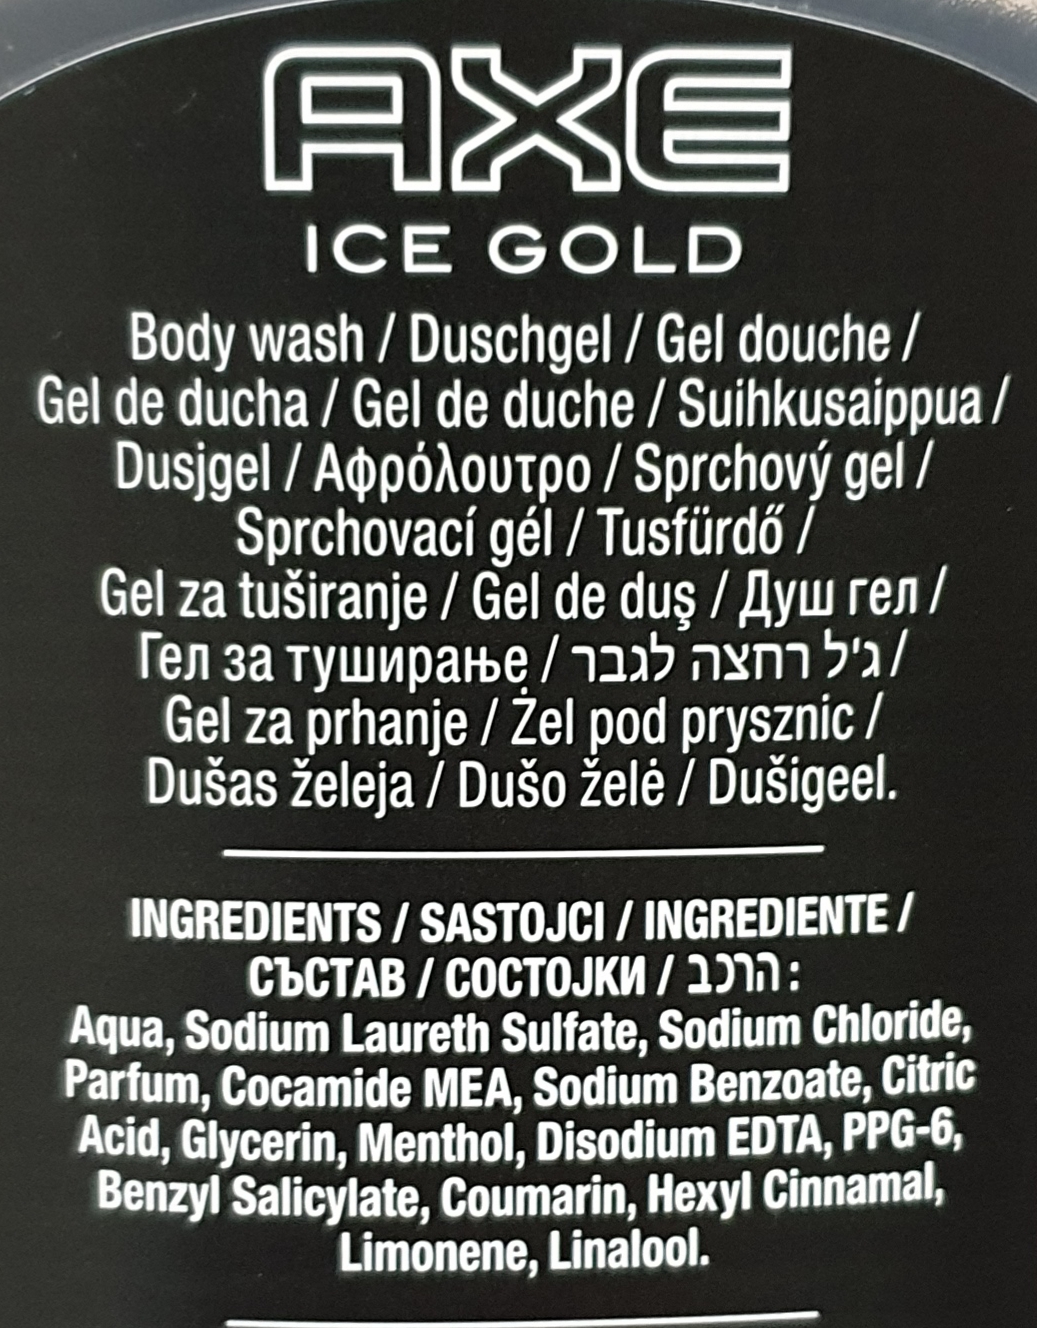 AXE
ICE GOLD
Body wash / Duschgel / Gel douche /
Gel de ducha / Gel de duche / Suihkusaippua /
Dusjgel / Αφρόλουτρο / Sprchový gel /
Sprchovací gél / Tusfürdő /
Gel za tuširanje / Gel de duş / Душ гел /
Гел за туширање / ג'ל רחצה לגבר /
Gel za prhanje / Żel pod prysznic /
Dušas želeja / Dušo želė / Dušigeel.
INGREDIENTS / SASTOJCI / INGREDIENTE /
СЪСТАВ / СОСТОЈКИ / הרכב :
Aqua, Sodium Laureth Sulfate, Sodium Chloride,
Parfum, Cocamide MEA, Sodium Benzoate, Citric
Acid, Glycerin, Menthol, Disodium EDTA, PPG-6,
Benzyl Salicylate, Coumarin, Hexyl Cinnamal,
Limonene, Linalool.